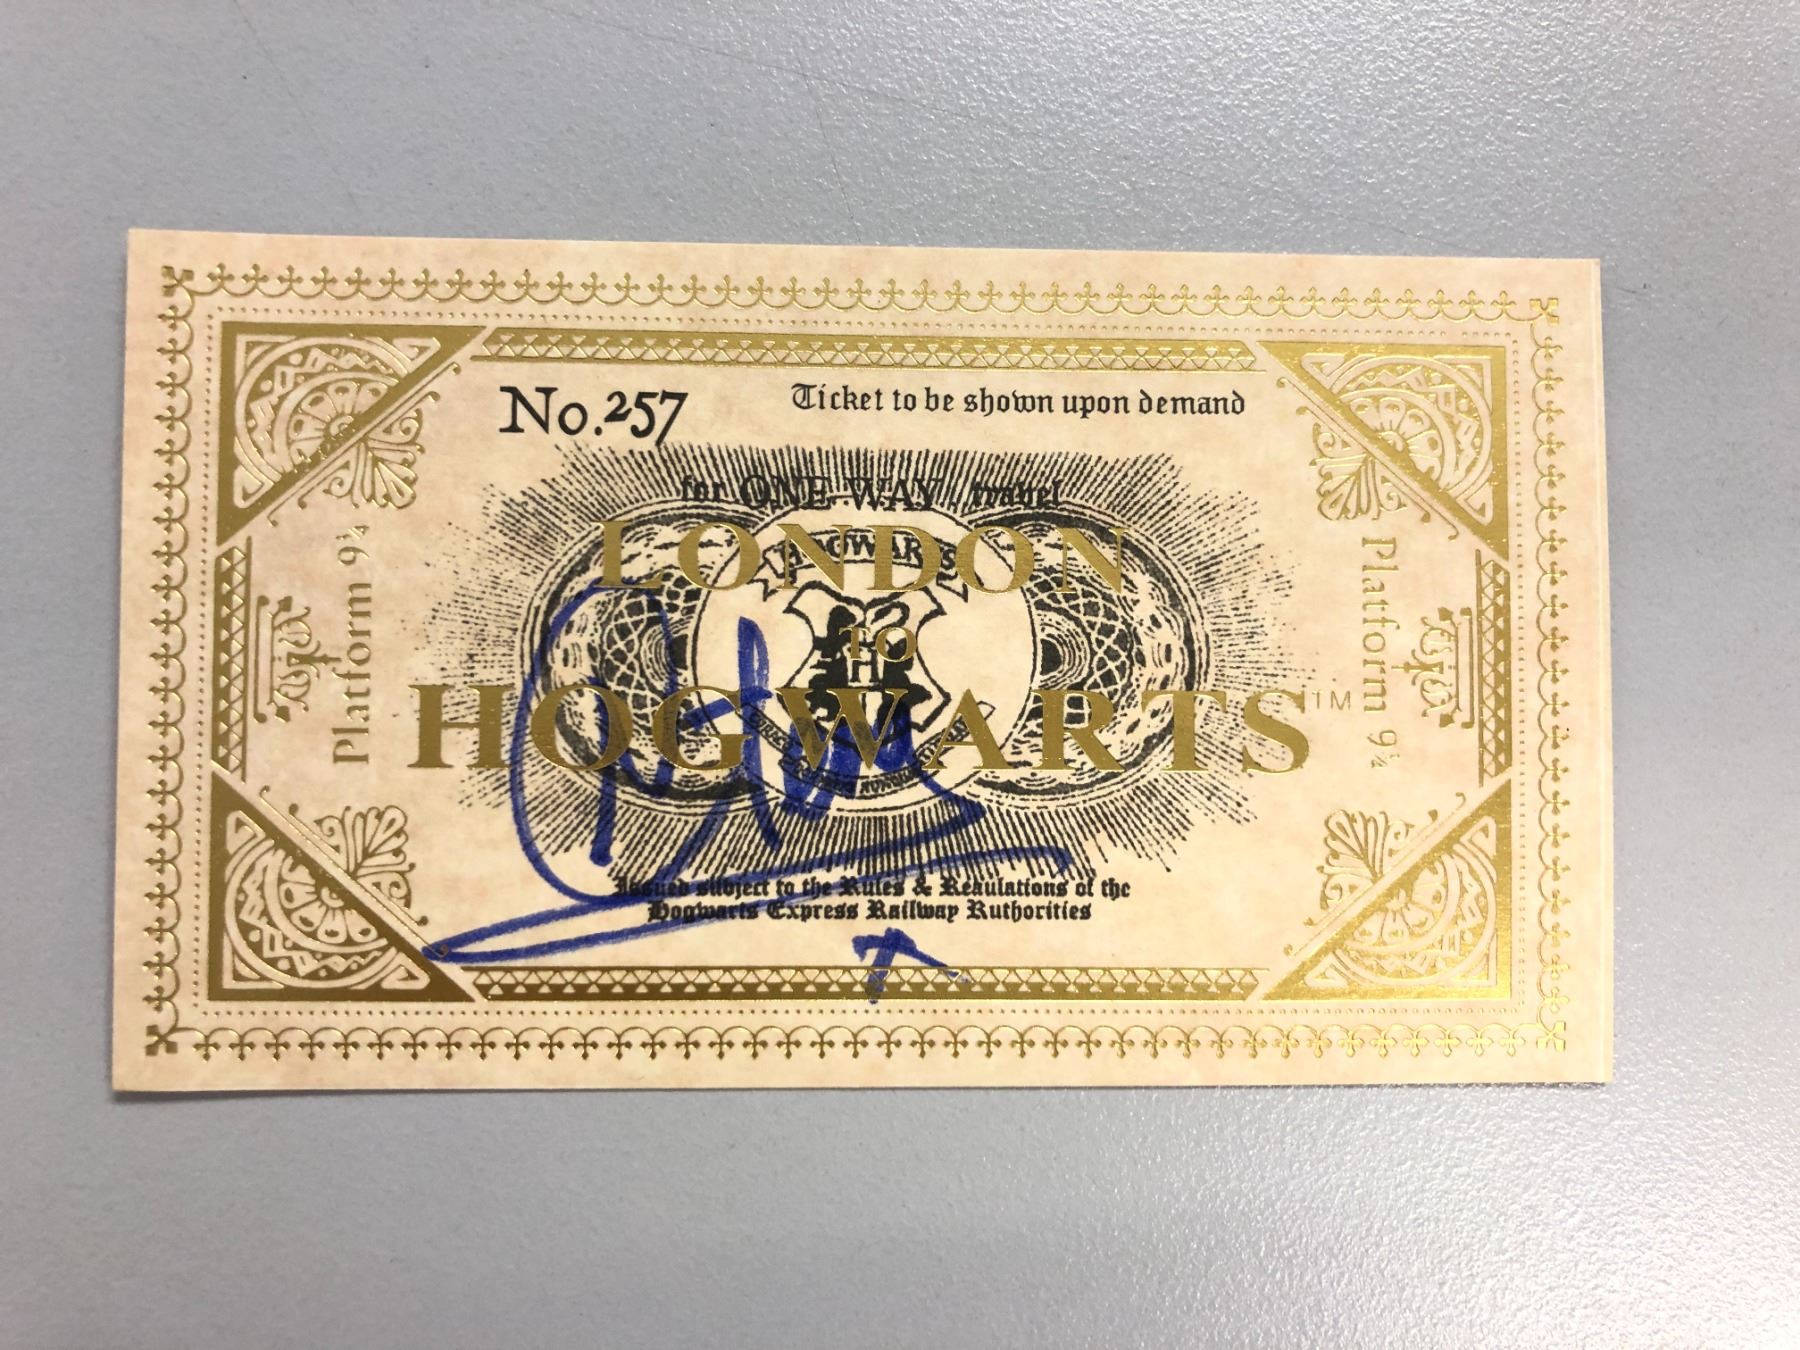 No.257
Ticket to be shown upon demand
for ONE WAY travel
LONDON
TO
HOGWARTS™
HOGWARTS
H
Platform 9¾
Platform 9¾
Issued subject to the Rules & Regulations of the
Hogwarts Express Railway Authorities